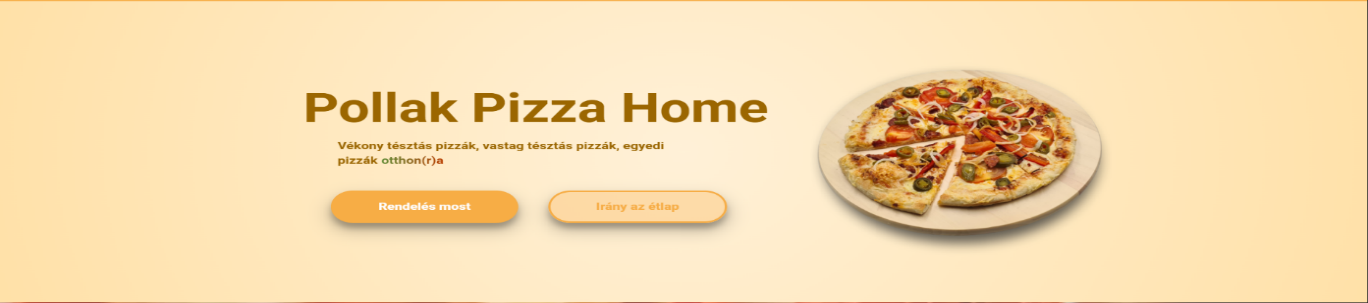 Pollak Pizza Home
Vékony tésztás pizzák, vastag tésztás pizzák, egyedi
pizzák otthon(r)a
Rendelés most
Irány az étlap